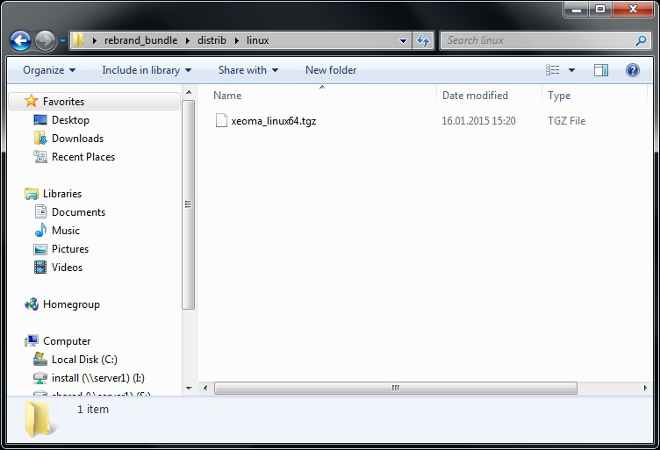 rebrand_bundle distrib linux
Search linux
Organize Include in library Share with New folder
Name Date modified Type
xeoma_linux64.tgz 16.01.2015 15:20 TGZ File
Favorites
Desktop
Downloads
Recent Places
Libraries
Documents
Music
Pictures
Videos
Homegroup
Computer
Local Disk (C:)
install (\\server1) (I:)
shared (\\server1) (S:)
1 item